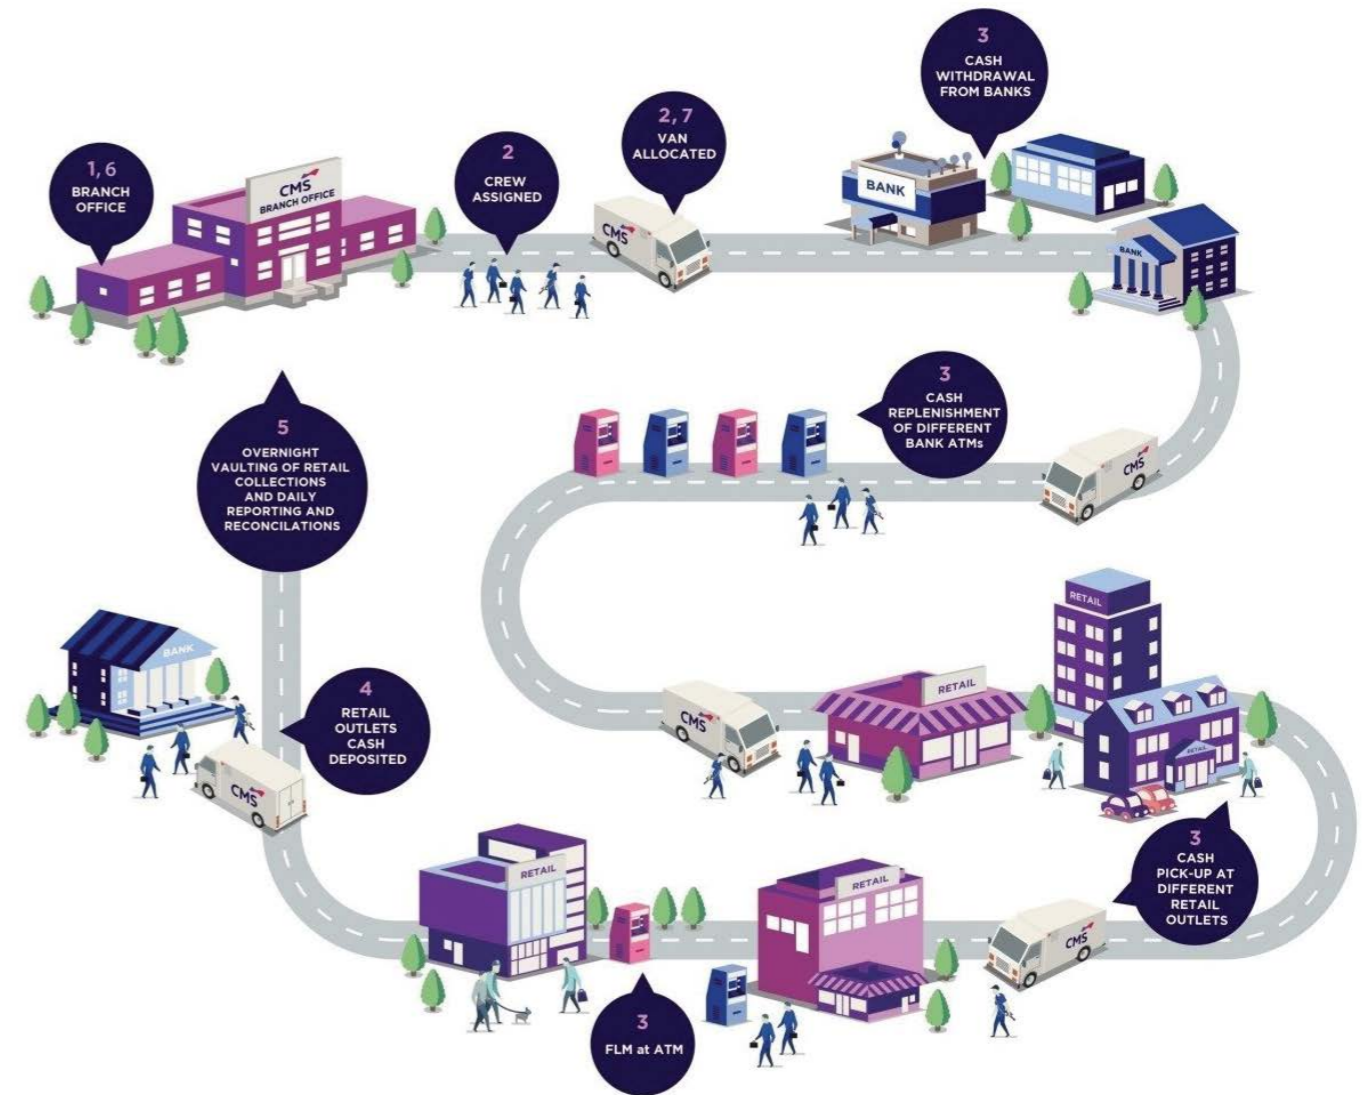 3
CASH
WITHDRAWAL
FROM BANKS
2, 7
VAN
ALLOCATED
2
CREW
ASSIGNED
1, 6
BRANCH
OFFICE
CMS
BRANCH OFFICE
CMS
BANK
BANK
3
CASH
REPLENISHMENT
OF DIFFERENT
BANK ATMs
CMS
5
OVERNIGHT
VAULTING OF RETAIL
COLLECTIONS
AND DAILY
REPORTING AND
RECONCILATIONS
RETAIL
BANK
4
RETAIL
OUTLETS
CASH
DEPOSITED
CMS
RETAIL
RETAIL
CMS
3
CASH
PICK-UP AT
DIFFERENT
RETAIL
OUTLETS
RETAIL
RETAIL
CMS
3
FLM at ATM